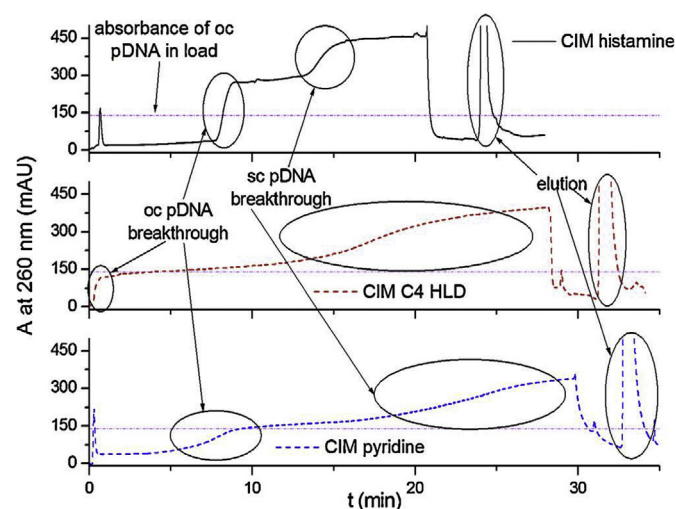 absorbance of oc
pDNA in load
450
300
150
0
CIM histamine
sc pDNA
breakthrough
elution
oc pDNA
breakthrough
A at 260 nm (mAU)
450
300
150
0
CIM C4 HLD
450
300
150
0
CIM pyridine
0
10
20
30
t (min)